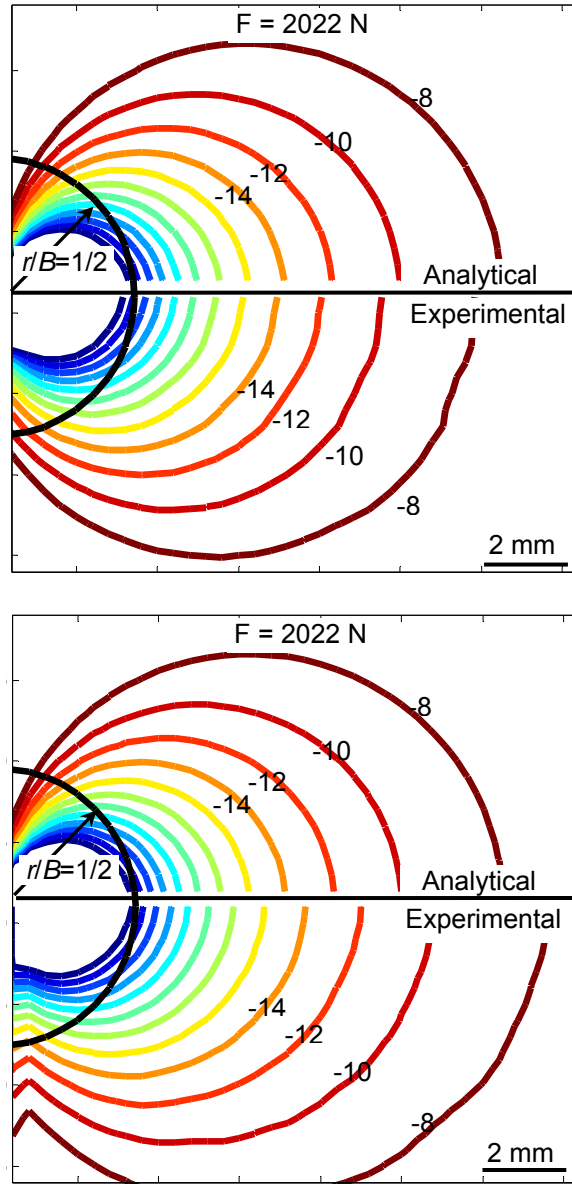 F = 2022 N
-8
-10
-12
-14
r/B=1/2
Analytical
Experimental
-14
-12
-10
-8
2 mm
F = 2022 N
-8
-10
-12
-14
r/B=1/2
Analytical
Experimental
-14
-12
-10
-8
2 mm